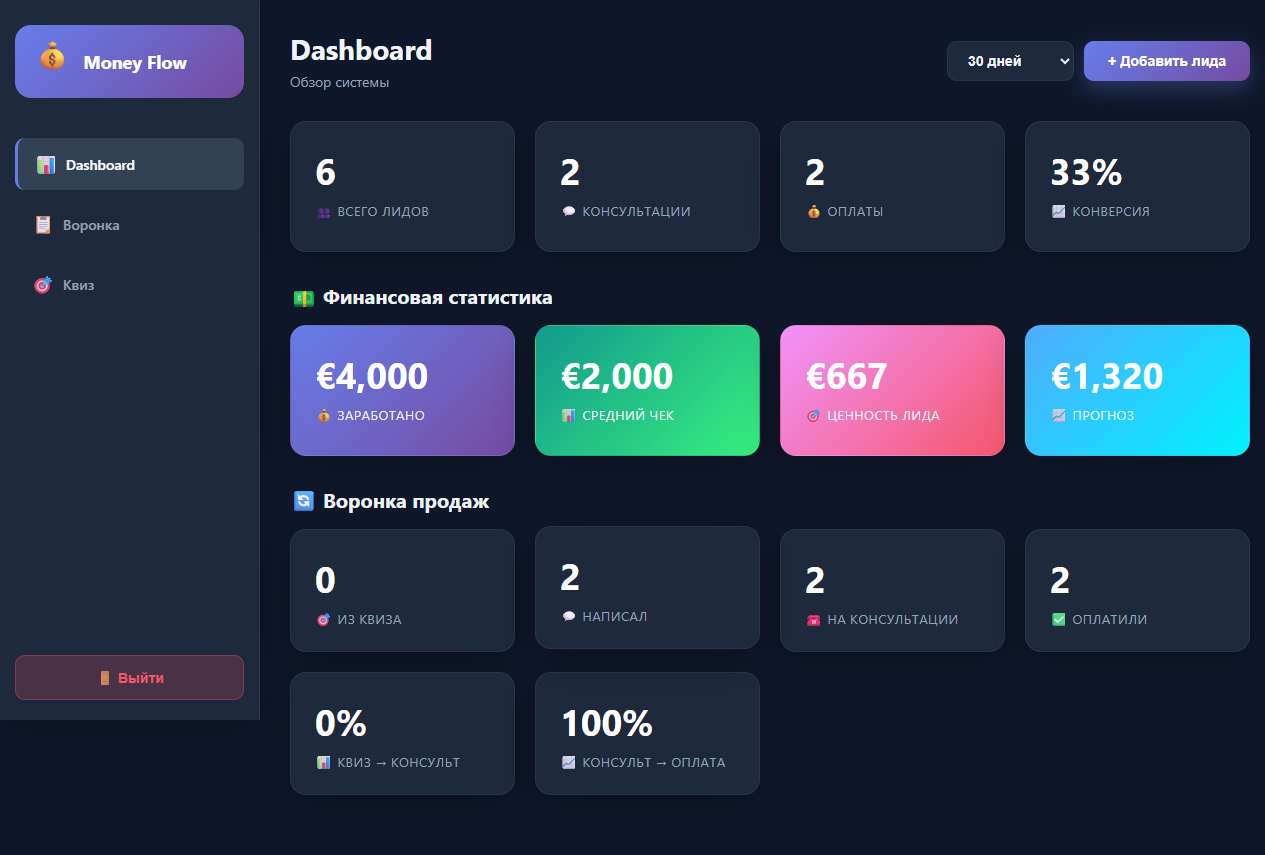 Money Flow
Dashboard
Воронка
Квиз
Выйти
Dashboard
Обзор системы
30 дней
+ Добавить лида
6
ВСЕГО ЛИДОВ
2
КОНСУЛЬТАЦИИ
2
ОПЛАТЫ
33%
КОНВЕРСИЯ
Финансовая статистика
€4,000
ЗАРАБОТАНО
€2,000
СРЕДНИЙ ЧЕК
€667
ЦЕННОСТЬ ЛИДА
€1,320
ПРОГНОЗ
Воронка продаж
0
ИЗ КВИЗА
2
НАПИСАЛ
2
НА КОНСУЛЬТАЦИИ
2
ОПЛАТИЛИ
0%
КВИЗ → КОНСУЛЬТ
100%
КОНСУЛЬТ → ОПЛАТА